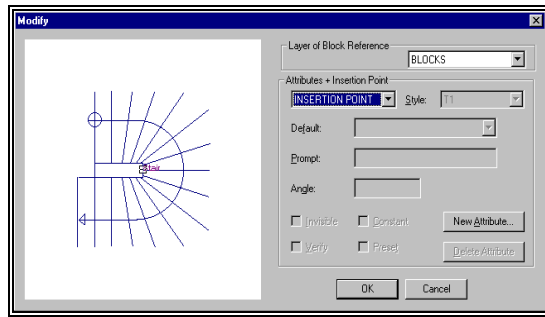 Modify
Layer of Block Reference
BLOCKS
Attributes + Insertion Point
INSERTION POINT Style: T1
Default:
Prompt:
Angle:
Invisible Constant New Attribute...
Verify Preset Delete Attribute
Stair
OK Cancel